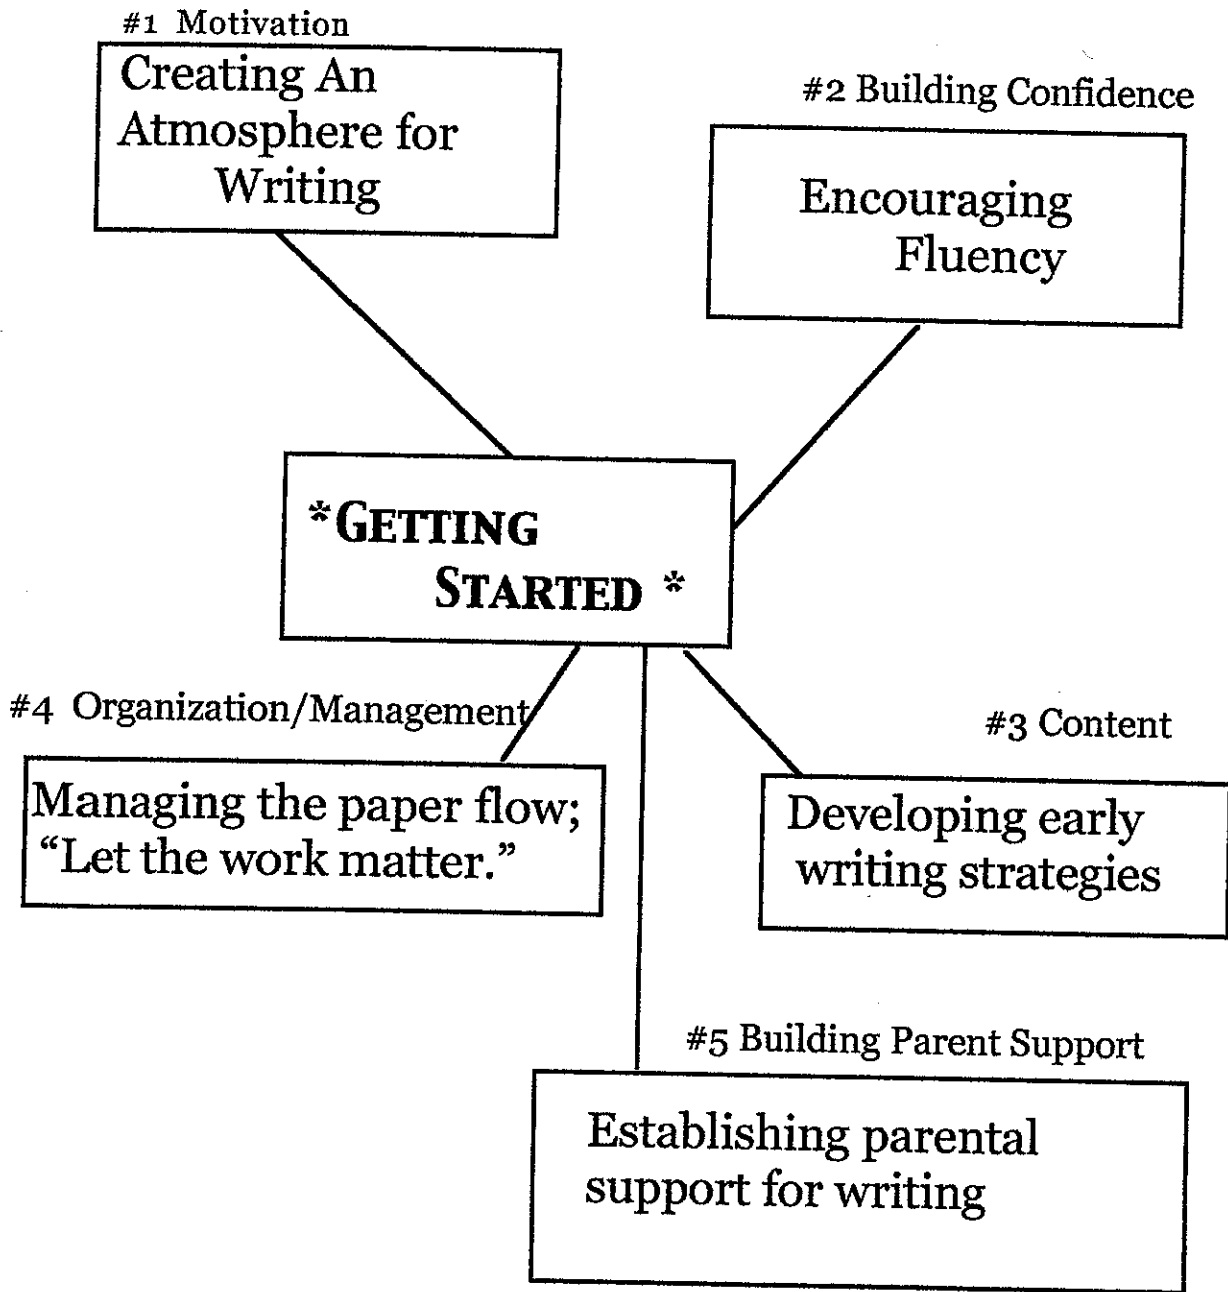 #1 Motivation
Creating An
Atmosphere for
Writing
#2 Building Confidence
Encouraging
Fluency
*GETTING
STARTED *
#4 Organization/Management
Managing the paper flow;
“Let the work matter.”
#3 Content
Developing early
writing strategies
#5 Building Parent Support
Establishing parental
support for writing